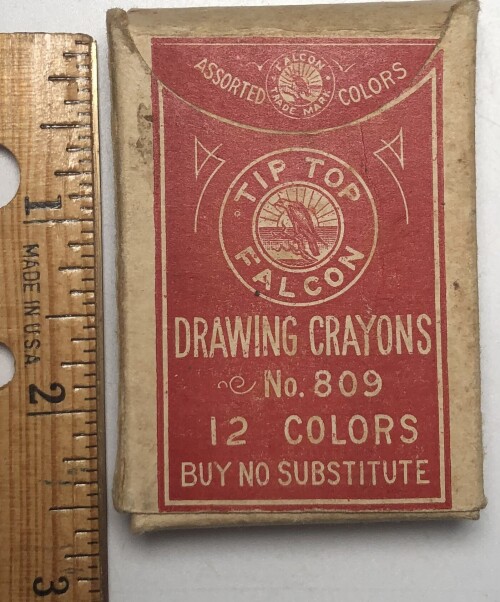 ASSORTED COLORS
FALCON
TRADE MARK
TIP TOP
FALCON
DRAWING CRAYONS
No. 809
12 COLORS
BUY NO SUBSTITUTE
1
MADE IN U.S.A
2
3